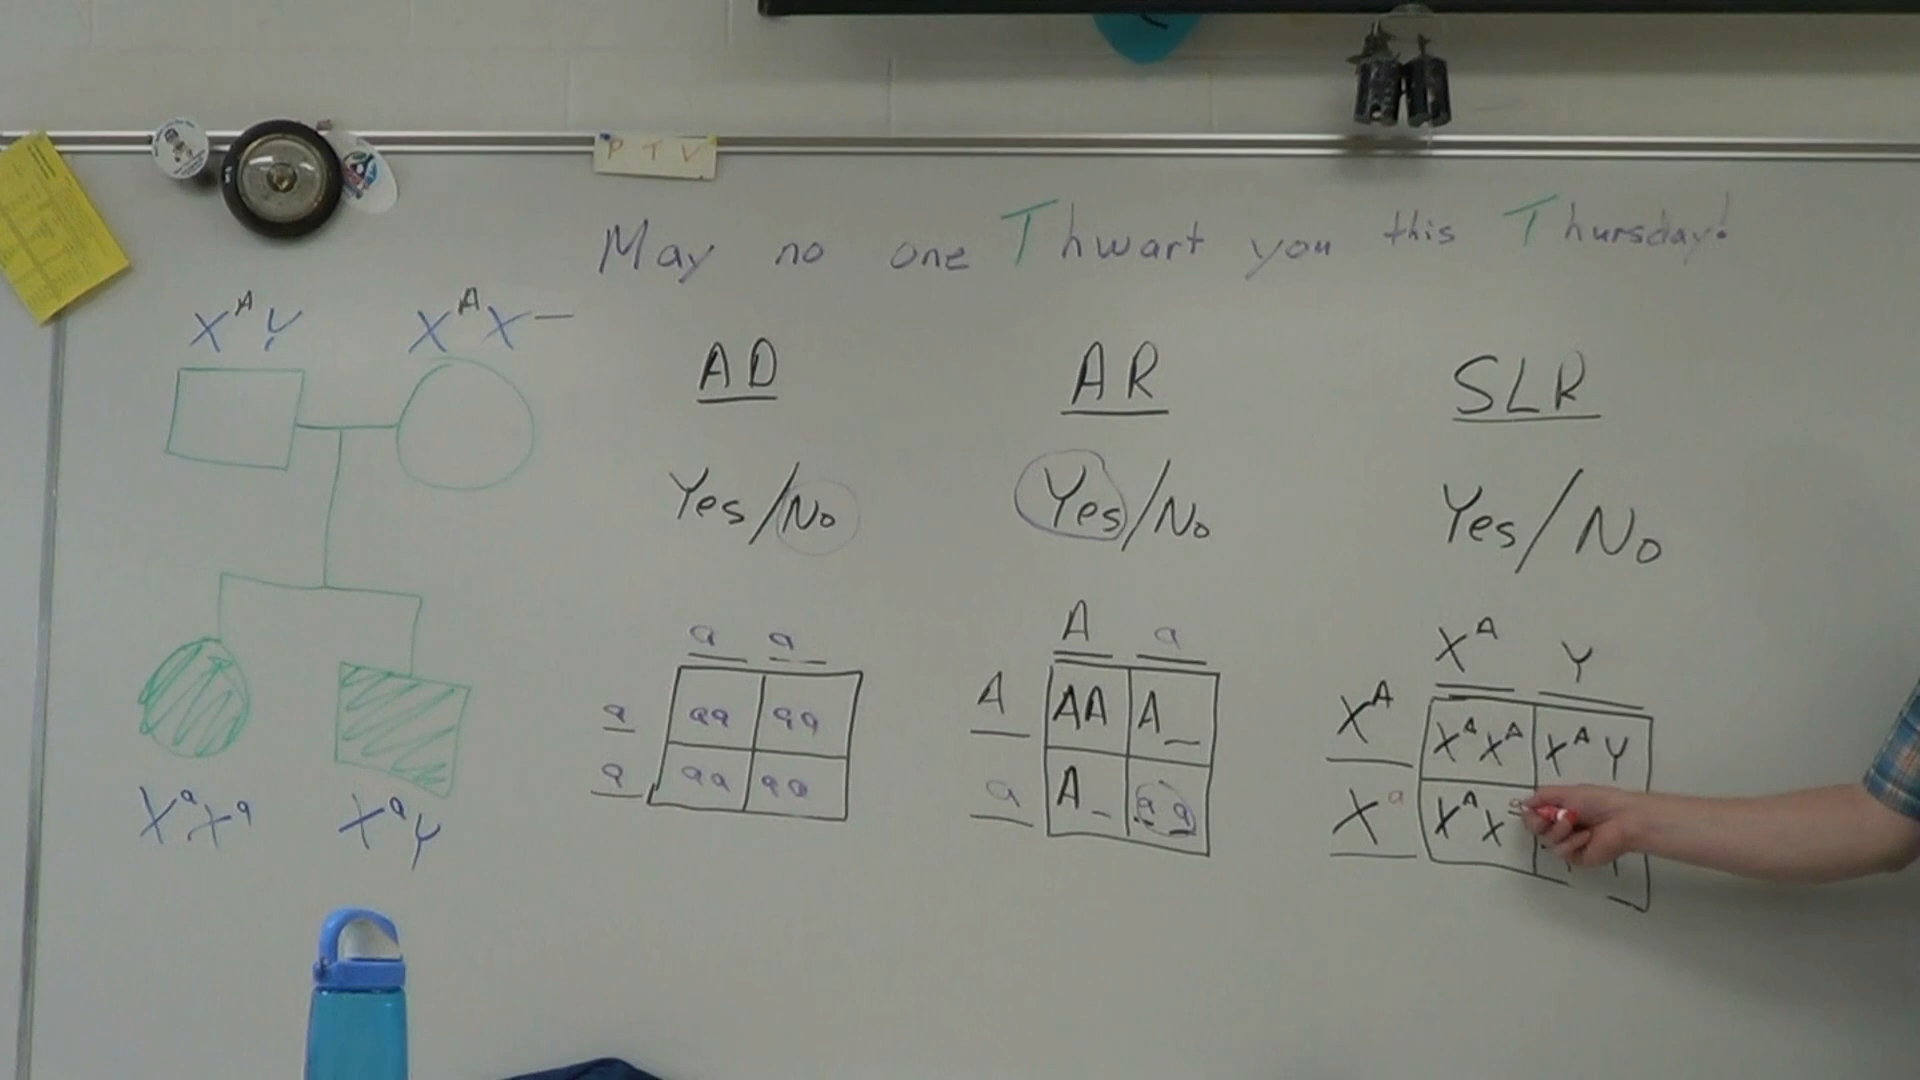 P T V
May no one Thwart you this Thursday!
X^A Y
X^A X^–
X^a X^a
X^a Y
AD
Yes/No
a a
a aa aa
a aa aa
AR
Yes/No
A a
A AA A_
a A_ aa
SLR
Yes/No
X^A Y
X^A X^A X^A X^A Y
X^a X^A X^a